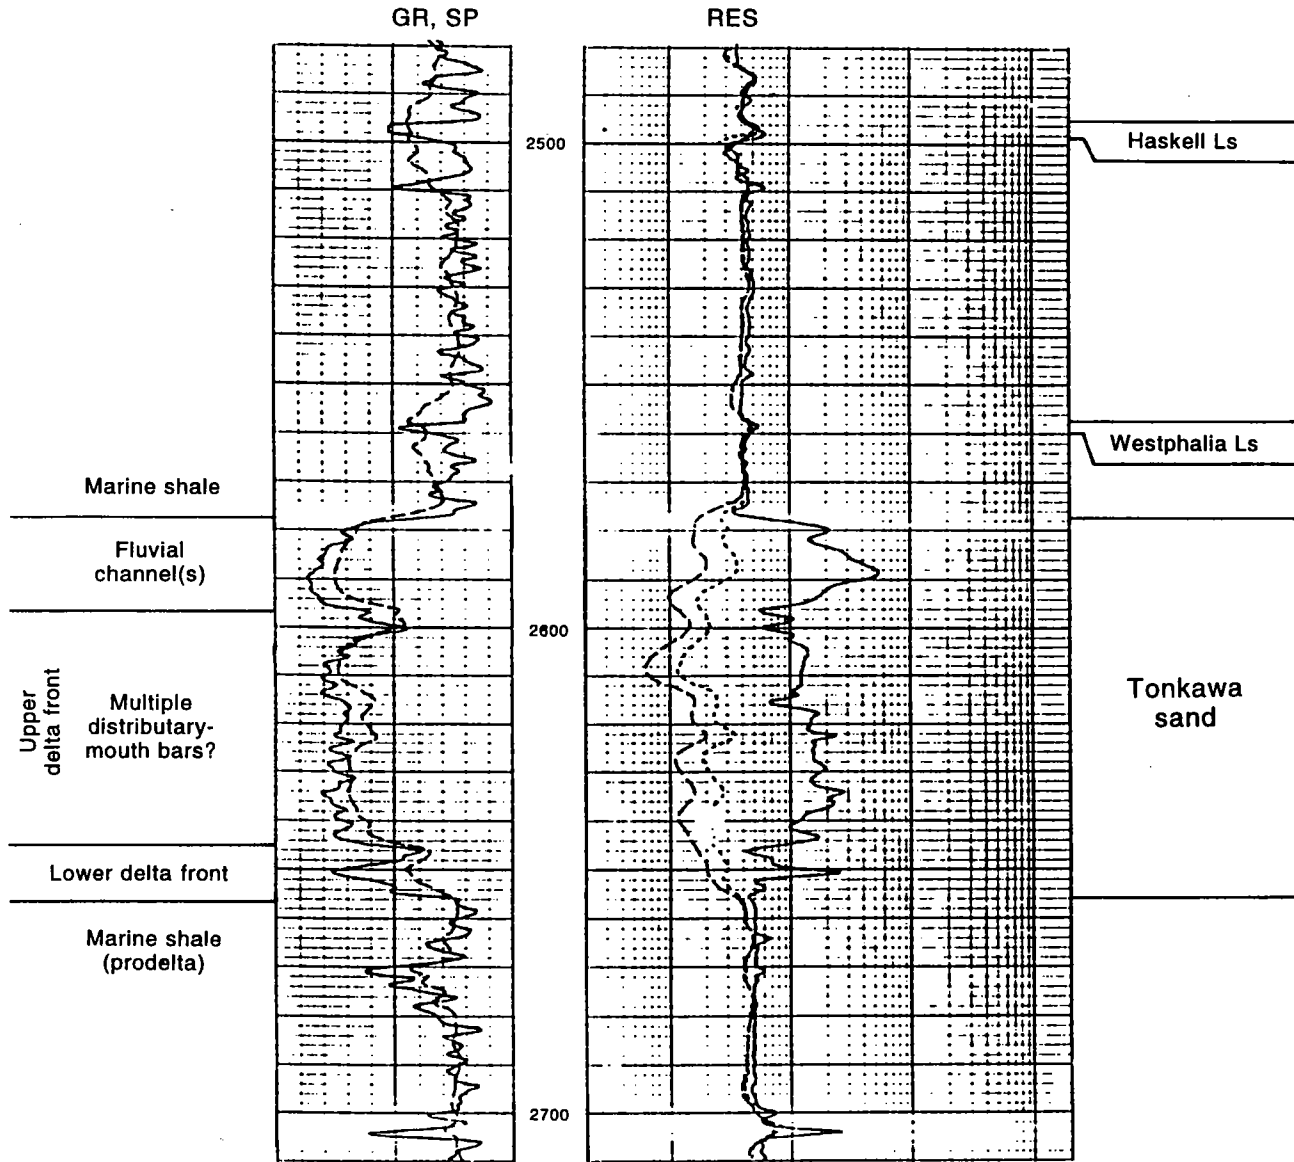 GR, SP
RES
2500
Haskell Ls
Westphalia Ls
Marine shale
Fluvial
channel(s)
2600
Upper
delta front
Multiple
distributary-
mouth bars?
Tonkawa
sand
Lower delta front
Marine shale
(prodelta)
2700